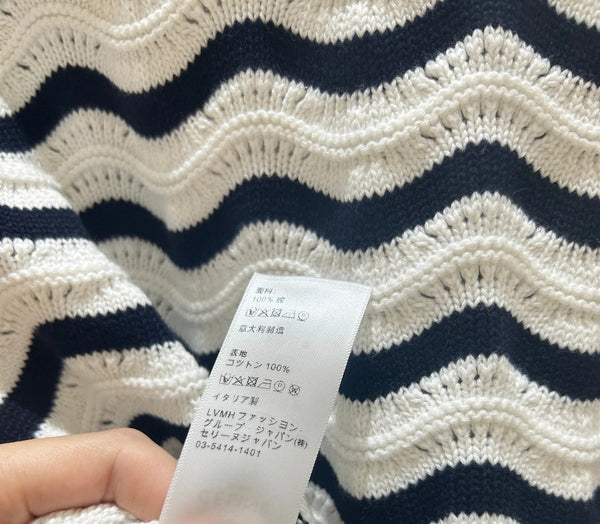 面料:
100% 棉
意大利制造
表地
コットン 100%
イタリア製
LVMH ファッション
グループ・ジャパン(株)
セリーヌジャパン
03-5414-1401